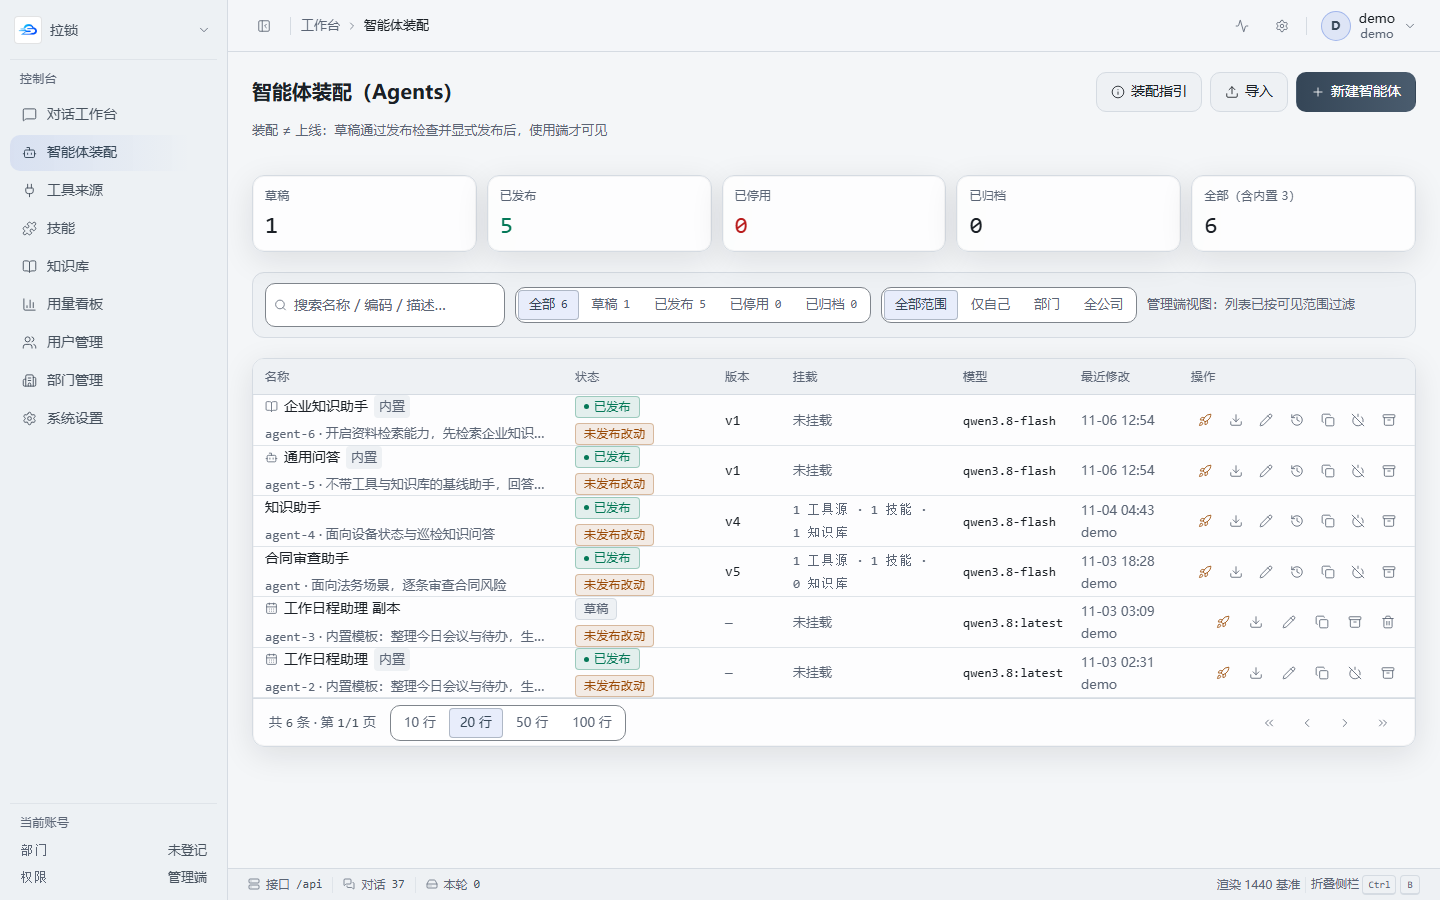 拉锁
工作台 › 智能体装配
D demo
demo
控制台
对话工作台
智能体装配
工具来源
技能
知识库
用量看板
用户管理
部门管理
系统设置
当前账号
部门 未登记
权限 管理端
智能体装配（Agents）
装配指引 导入 新建智能体
装配 ≠ 上线：草稿通过发布检查并显式发布后，使用端才可见
草稿 已发布 已停用 已归档 全部（含内置 3）
1 5 0 0 6
搜索名称 / 编码 / 描述... 全部 6 草稿 1 已发布 5 已停用 0 已归档 0 全部范围 仅自己 部门 全公司 管理端视图：列表已按可见范围过滤
名称 状态 版本 挂载 模型 最近修改 操作
企业知识助手 内置 已发布 v1 未挂载 qwen3.8-flash 11-06 12:54
agent-6 · 开启资料检索能力，先检索企业知识... 未发布改动
通用问答 内置 已发布 v1 未挂载 qwen3.8-flash 11-06 12:54
agent-5 · 不带工具与知识库的基线助手，回答... 未发布改动
知识助手 已发布 v4 1 工具源 · 1 技能 · qwen3.8-flash 11-04 04:43
agent-4 · 面向设备状态与巡检知识问答 未发布改动 1 知识库 demo
合同审查助手 已发布 v5 1 工具源 · 1 技能 · qwen3.8-flash 11-03 18:28
agent · 面向法务场景，逐条审查合同风险 未发布改动 0 知识库 demo
工作日程助理 副本 草稿 — 未挂载 qwen3.8:latest 11-03 03:09
agent-3 · 内置模板：整理今日会议与待办，生... 未发布改动 demo
工作日程助理 内置 已发布 — 未挂载 qwen3.8:latest 11-03 02:31
agent-2 · 内置模板：整理今日会议与待办，生... 未发布改动 demo
共 6 条 · 第 1/1 页 10 行 20 行 50 行 100 行 « ‹ › »
接口 /api 对话 37 本轮 0 渲染 1440 基准 折叠侧栏 Ctrl B